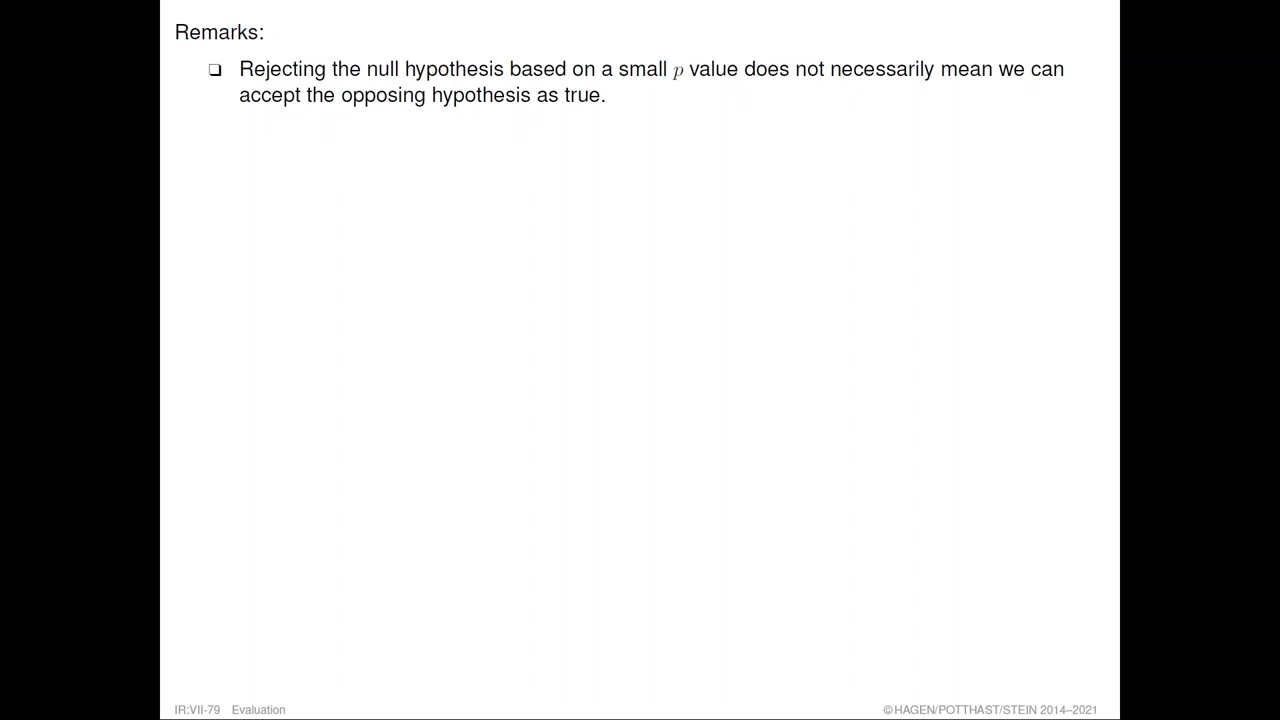 Remarks:
❏ Rejecting the null hypothesis based on a small p value does not necessarily mean we can
accept the opposing hypothesis as true.
IR:VII-79 Evaluation
©HAGEN/POTTHAST/STEIN 2014–2021